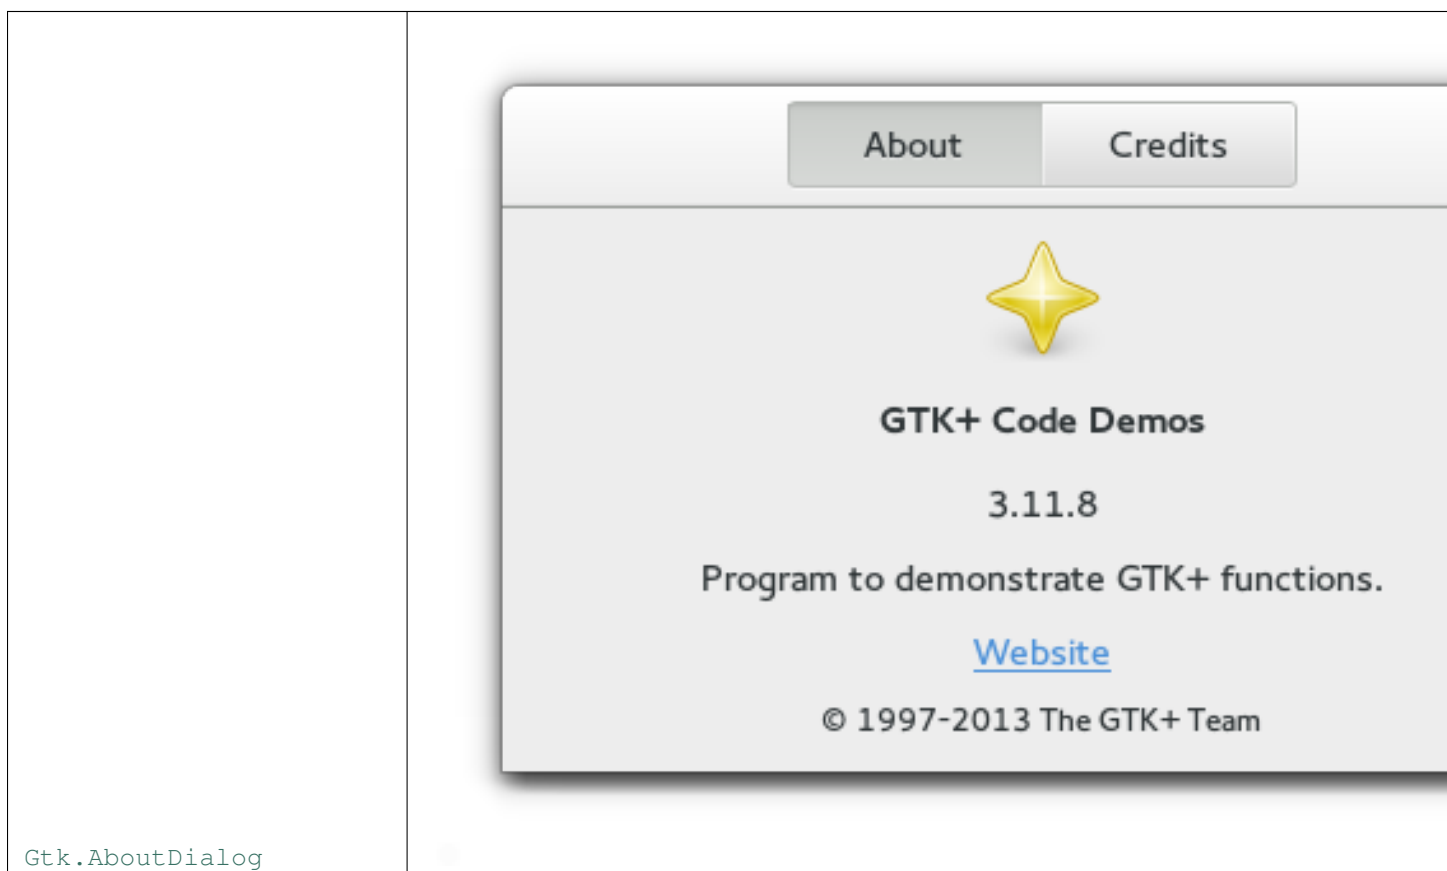 About Credits
GTK+ Code Demos
3.11.8
Program to demonstrate GTK+ functions.
Website
© 1997-2013 The GTK+ Team
Gtk.AboutDialog